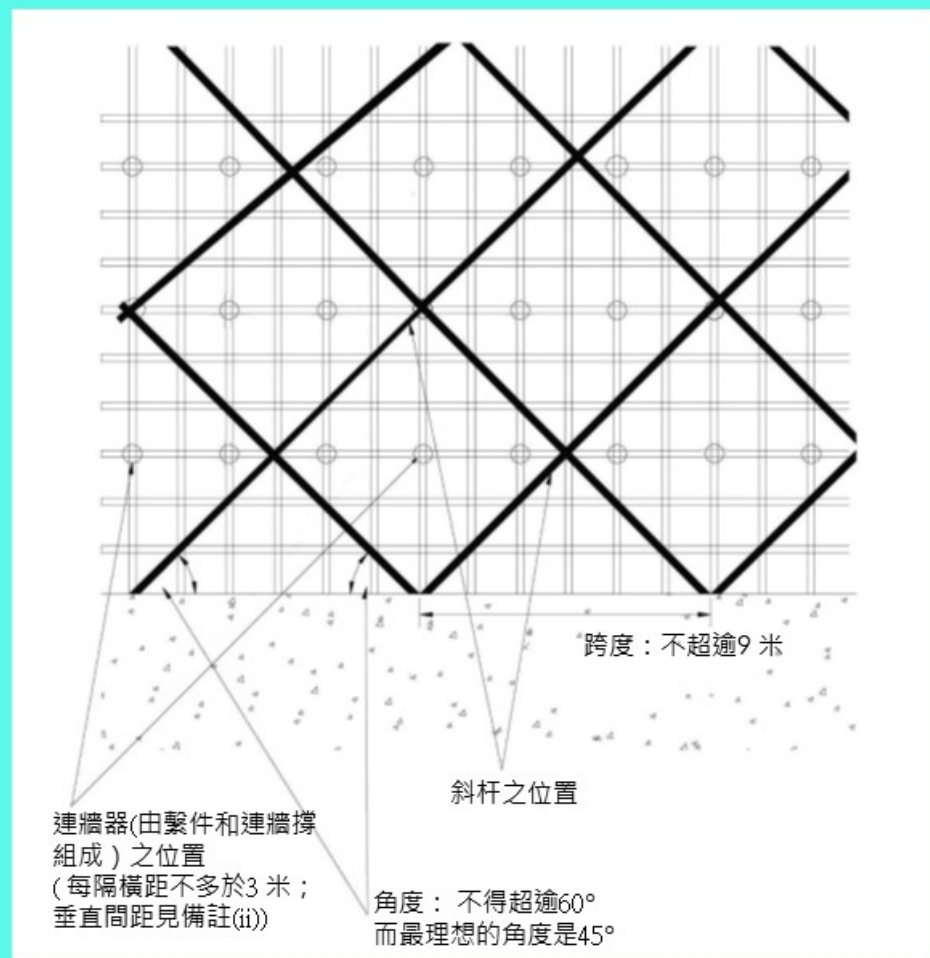 跨度：不超逾9 米
斜杆之位置
連牆器(由繫件和連牆撐
組成）之位置
(每隔橫距不多於3 米；
垂直間距見備註(ii))
角度： 不得超逾60°
而最理想的角度是45°